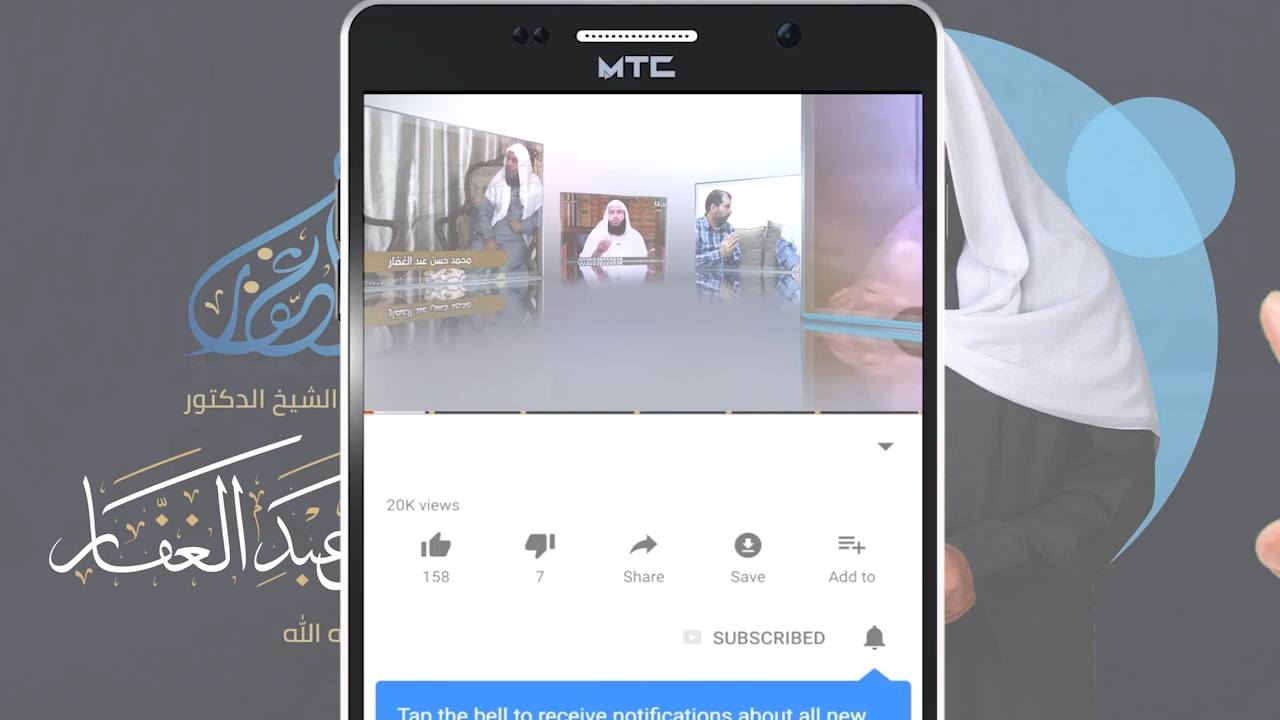 MTC
محمد حسن عبد الغفار
الشيخ الدكتور
عبد الغفار
ه الله
20K views
158
7
Share
Save
Add to
SUBSCRIBED
Tap the bell to receive notifications about all new